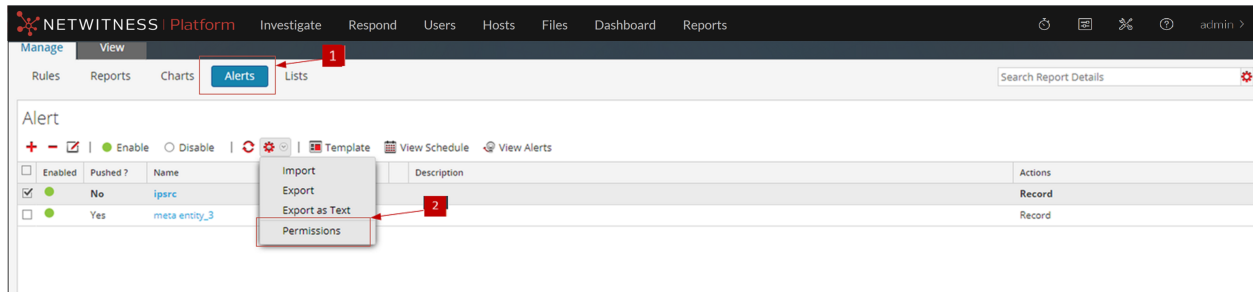 NETWITNESS | Platform Investigate Respond Users Hosts Files Dashboard Reports admin >
Manage View
1
Rules Reports Charts Alerts Lists Search Report Details
Alert
Enable Disable Template View Schedule View Alerts
Enabled Pushed ? Name Description Actions
Import
No ipsrc Export Record
Export as Text 2
Yes meta entity_3 Record
Permissions